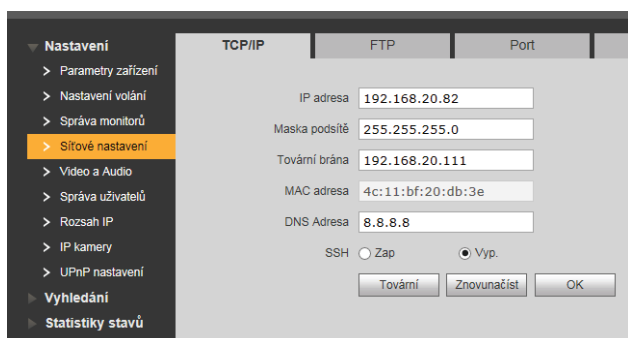 Nastavení
Parametry zařízení
Nastavení volání
Správa monitorů
Síťové nastavení
Video a Audio
Správa uživatelů
Rozsah IP
IP kamery
UPnP nastavení
Vyhledání
Statistiky stavů
TCP/IP FTP Port
IP adresa 192.168.20.82
Maska podsítě 255.255.255.0
Tovární brána 192.168.20.111
MAC adresa 4c:11:bf:20:db:3e
DNS Adresa 8.8.8.8
SSH Zap Vyp.
Tovární Znovunačíst OK